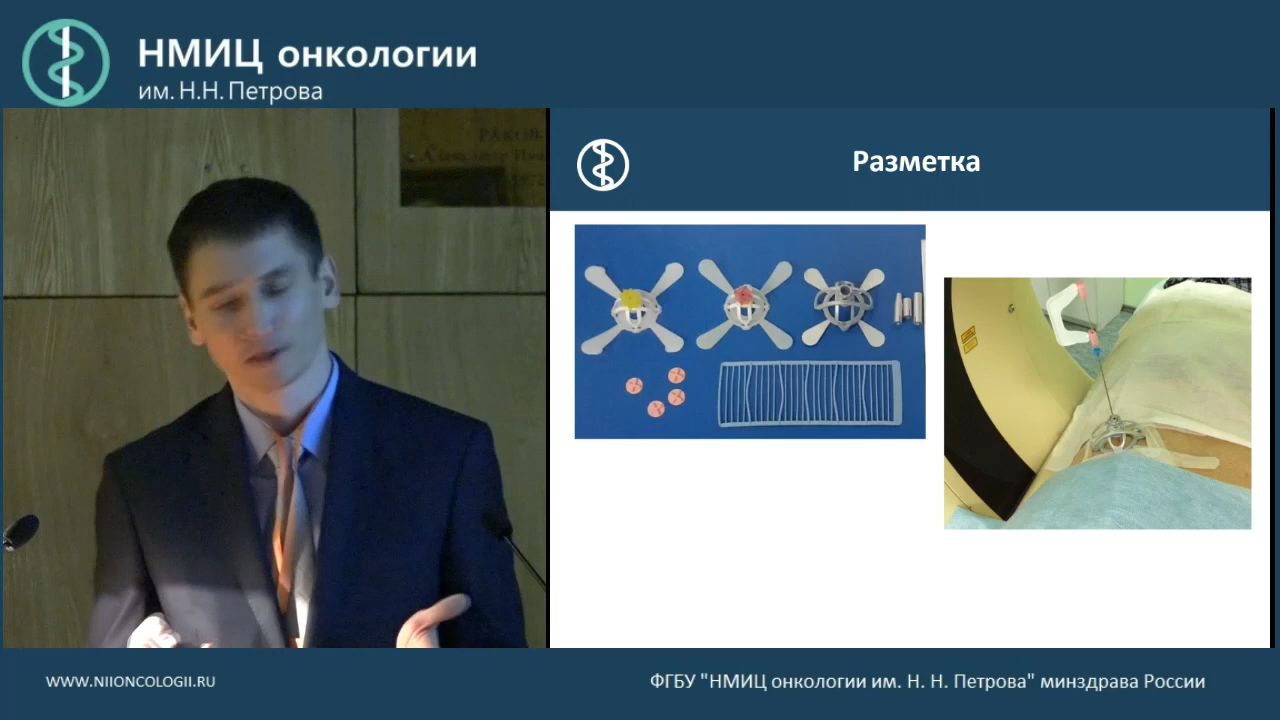 НМИЦ онкологии
им. Н.Н. Петрова
Разметка
WWW.NIIONCOLOGII.RU
ФГБУ "НМИЦ онкологии им. Н. Н. Петрова" минздрава России